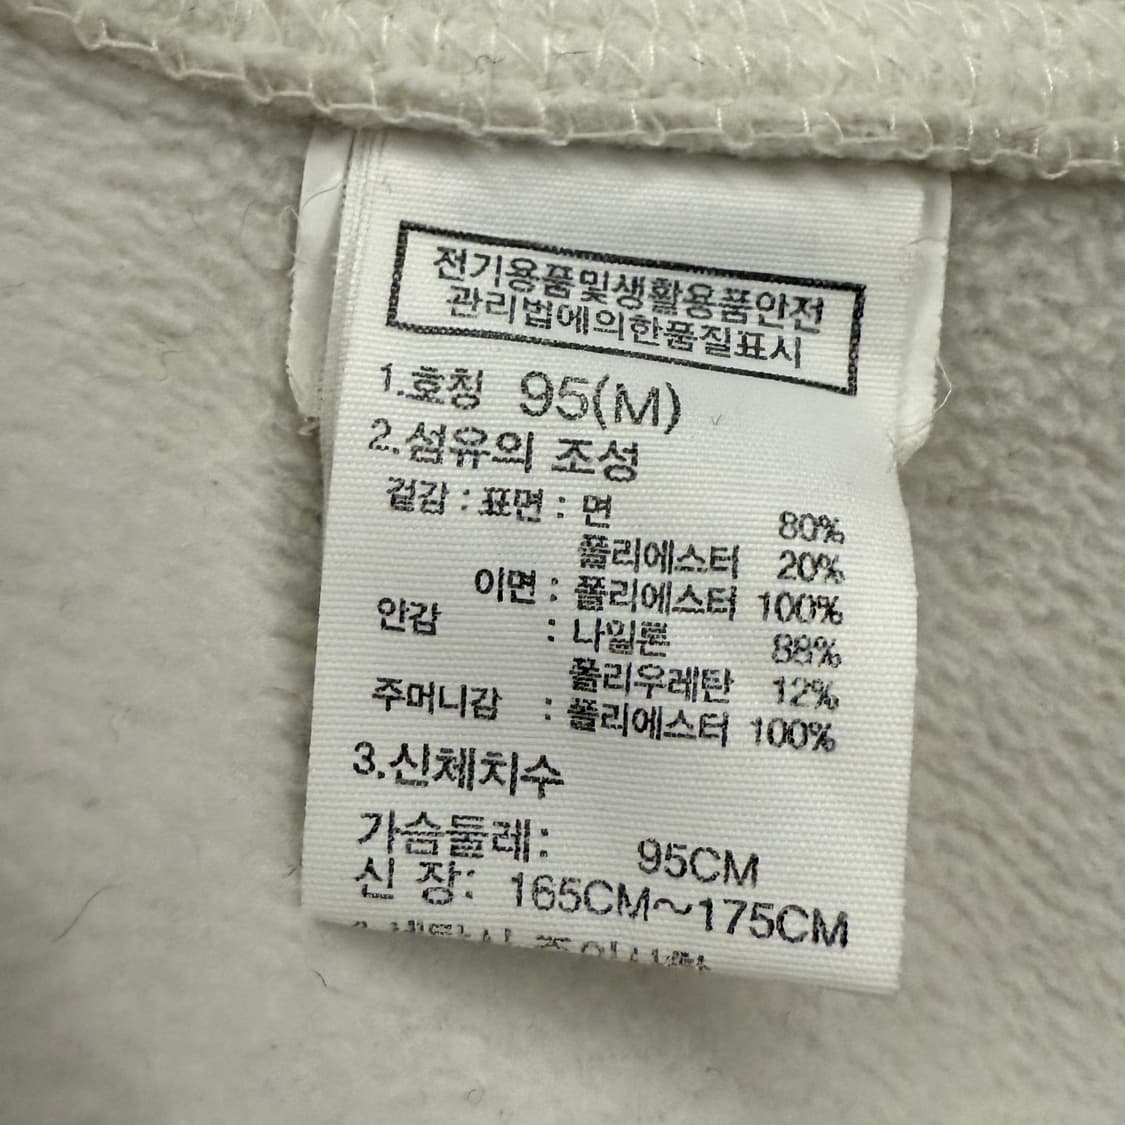 전기용품및생활용품안전
관리법에의한품질표시
1.호칭 95(M)
2.섬유의 조성
겉감 : 표면 : 면 80%
폴리에스터 20%
이면 : 폴리에스터 100%
안감 : 나일론 88%
폴리우레탄 12%
주머니감 : 폴리에스터 100%
3.신체치수
가슴둘레: 95CM
신 장: 165CM~175CM